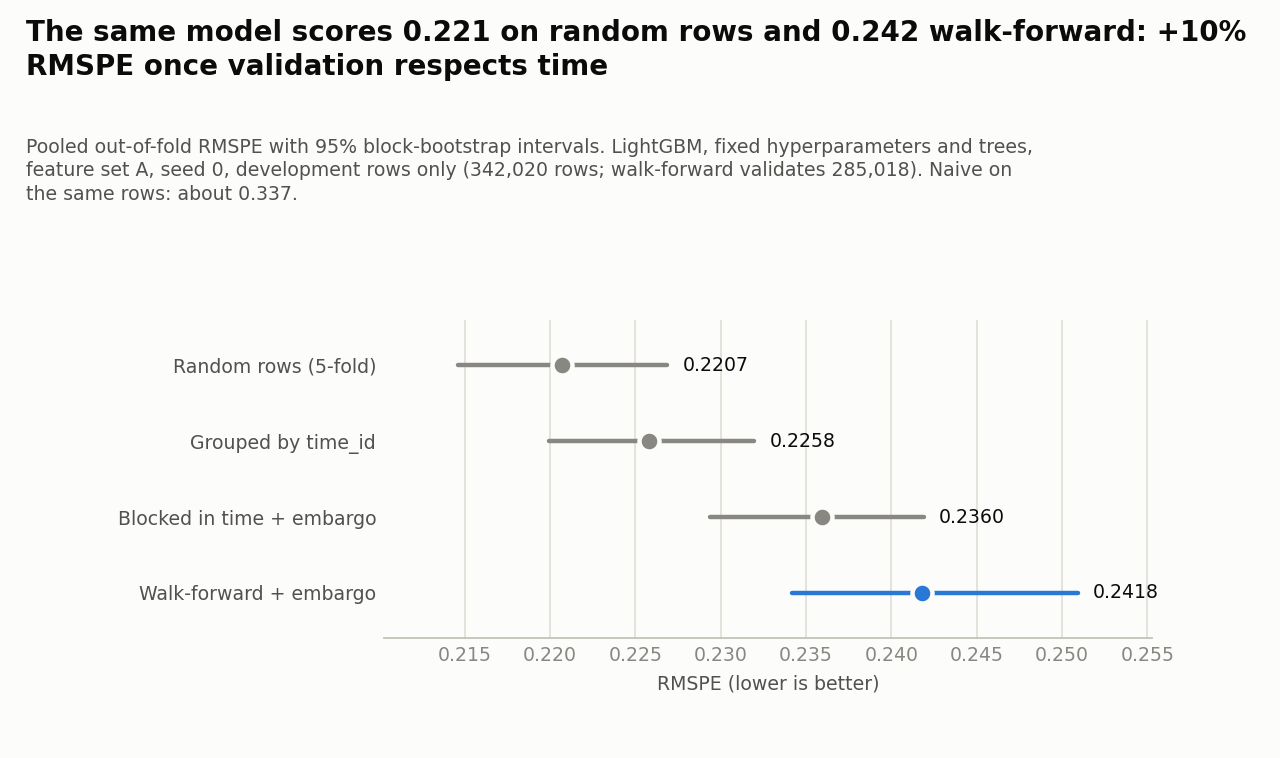 The same model scores 0.221 on random rows and 0.242 walk-forward: +10%
RMSPE once validation respects time
Pooled out-of-fold RMSPE with 95% block-bootstrap intervals. LightGBM, fixed hyperparameters and trees,
feature set A, seed 0, development rows only (342,020 rows; walk-forward validates 285,018). Naive on
the same rows: about 0.337.
Random rows (5-fold) 0.2207
Grouped by time_id 0.2258
Blocked in time + embargo 0.2360
Walk-forward + embargo 0.2418
0.215 0.220 0.225 0.230 0.235 0.240 0.245 0.250 0.255
RMSPE (lower is better)